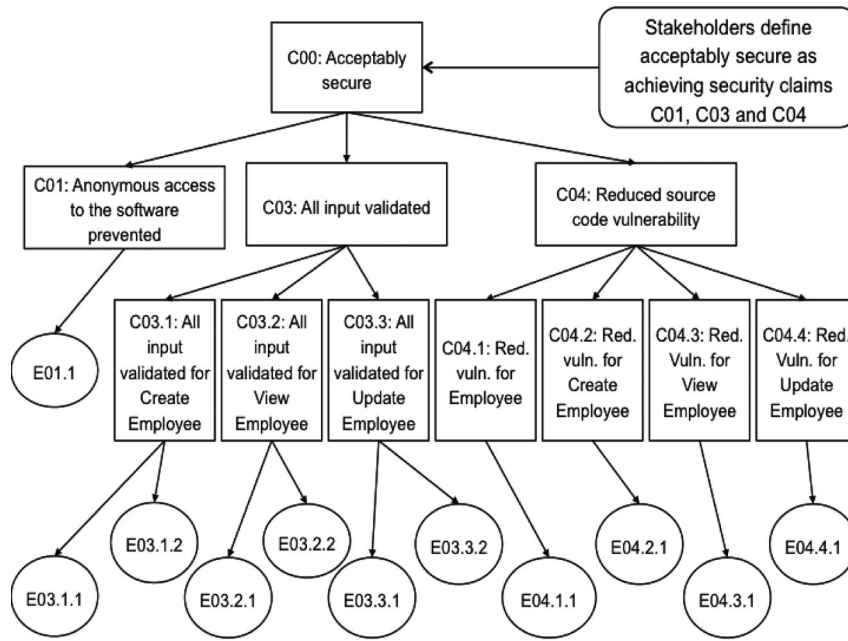 C00: Acceptably
secure
Stakeholders define
acceptably secure as
achieving security claims
C01, C03 and C04
C01: Anonymous access
to the software
prevented
C03: All input validated
C04: Reduced source
code vulnerability
E01.1
C03.1: All
input
validated for
Create
Employee
C03.2: All
input
validated for
View
Employee
C03.3: All
input
validated for
Update
Employee
C04.1: Red.
vuln. for
Employee
C04.2: Red.
vuln. for
Create
Employee
C04.3: Red.
Vuln. for
View
Employee
C04.4: Red.
Vuln. for
Update
Employee
E03.1.1
E03.1.2
E03.2.1
E03.2.2
E03.3.1
E03.3.2
E04.1.1
E04.2.1
E04.3.1
E04.4.1